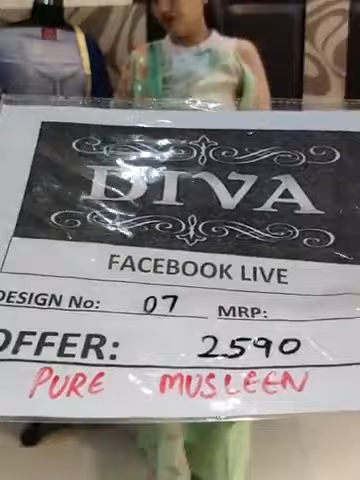 DIVA
FACEBOOK LIVE
DESIGN No: 07 MRP:
OFFER: 2590
PURE MUSLEEN